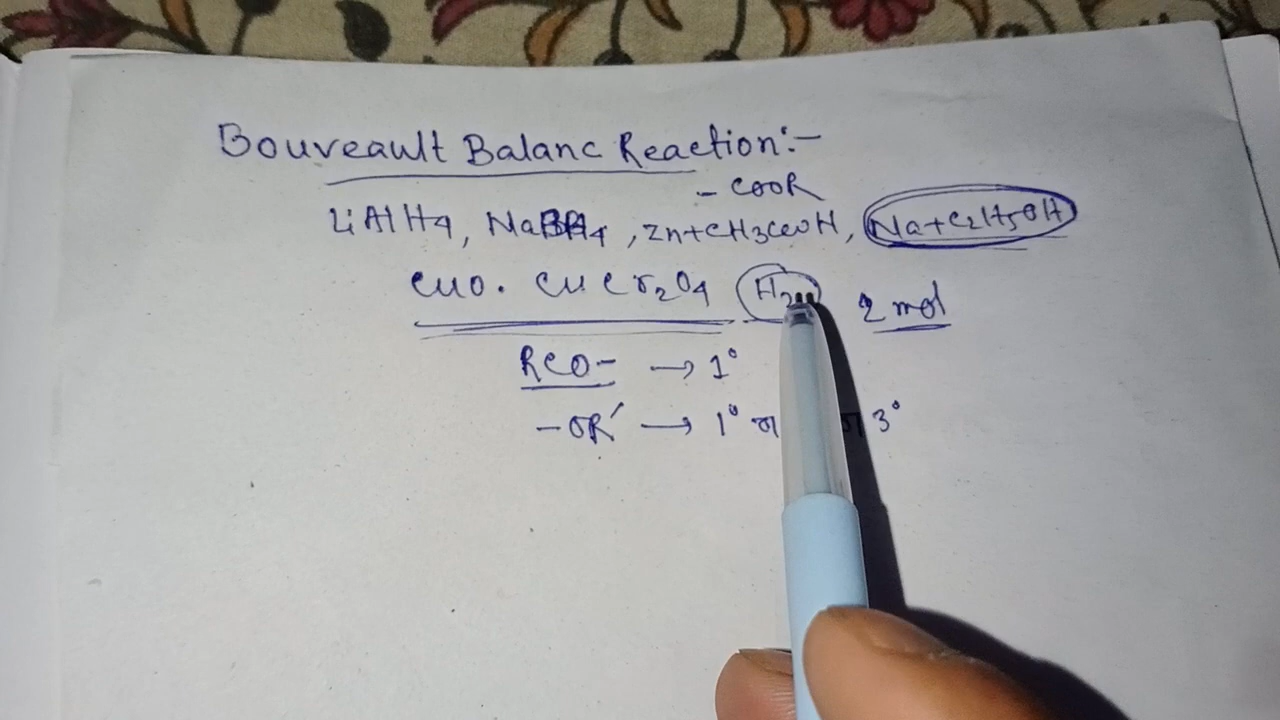 Bouveault Balanc Reaction:-
- COOR
LiAlH4, NaBH4, Zn+CH3COOH, Na+C2H5OH
CuO. CuCr2O4 H2 2 mol
RCO- → 1°
-OR' → 1° বা বা 3°